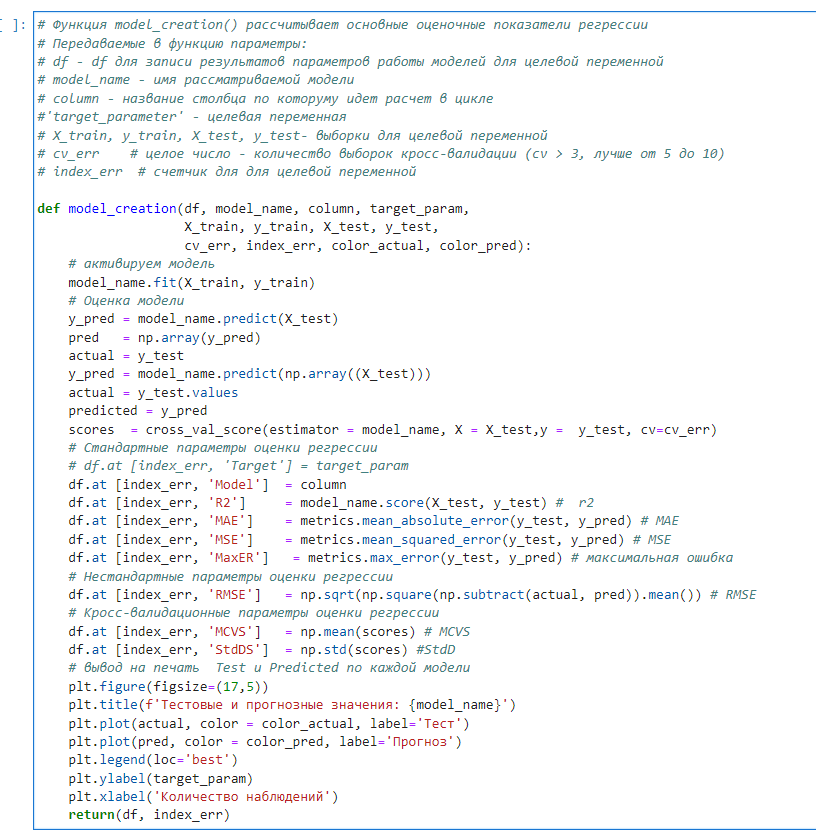 [ ]:
# Функция model_creation() рассчитывает основные оценочные показатели регрессии
# Передаваемые в функцию параметры:
# df - df для записи результатов параметров работы моделей для целевой переменной
# model_name - имя рассматриваемой модели
# column - название столбца по которуму идет расчет в цикле
#'target_parameter' - целевая переменная
# X_train, y_train, X_test, y_test- выборки для целевой переменной
# cv_err    # целое число - количество выборок кросс-валидации (cv > 3, лучше от 5 до 10)
# index_err  # счетчик для для целевой переменной

def model_creation(df, model_name, column, target_param,
                   X_train, y_train, X_test, y_test,
                   cv_err, index_err, color_actual, color_pred):
    # активируем модель
    model_name.fit(X_train, y_train)
    # Оценка модели
    y_pred = model_name.predict(X_test)
    pred   = np.array(y_pred)
    actual = y_test
    y_pred = model_name.predict(np.array((X_test)))
    actual = y_test.values
    predicted = y_pred
    scores  = cross_val_score(estimator = model_name, X = X_test,y =  y_test, cv=cv_err)
    # Стандартные параметры оценки регрессии
    # df.at [index_err, 'Target'] = target_param
    df.at [index_err, 'Model']  = column
    df.at [index_err, 'R2']     = model_name.score(X_test, y_test) #  r2
    df.at [index_err, 'MAE']    = metrics.mean_absolute_error(y_test, y_pred) # MAE
    df.at [index_err, 'MSE']    = metrics.mean_squared_error(y_test, y_pred) # MSE
    df.at [index_err, 'MaxER']   = metrics.max_error(y_test, y_pred) # максимальная ошибка
    # Нестандартные параметры оценки регрессии
    df.at [index_err, 'RMSE']   = np.sqrt(np.square(np.subtract(actual, pred)).mean()) # RMSE
    # Кросс-валидационные параметры оценки регрессии
    df.at [index_err, 'MCVS']   = np.mean(scores) # MCVS
    df.at [index_err, 'StdDS']  = np.std(scores) #StdD
    # вывод на печать  Test и Predicted по каждой модели
    plt.figure(figsize=(17,5))
    plt.title(f'Тестовые и прогнозные значения: {model_name}')
    plt.plot(actual, color = color_actual, label='Тест')
    plt.plot(pred, color = color_pred, label='Прогноз')
    plt.legend(loc='best')
    plt.ylabel(target_param)
    plt.xlabel('Количество наблюдений')
    return(df, index_err)